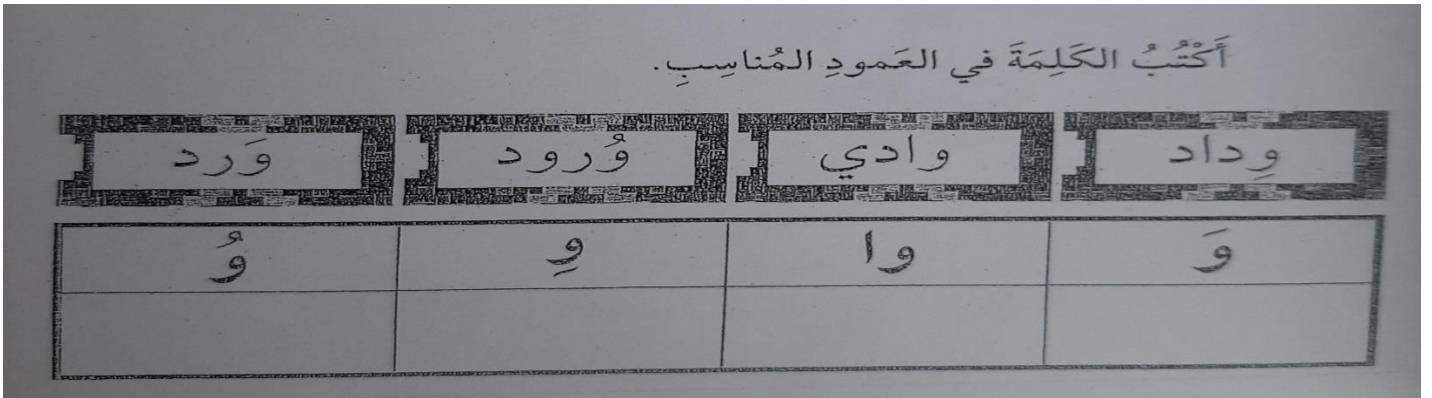 أَكْتُبُ الكَلِمَةَ في العَمودِ المُناسِبِ.
وِداد وادي وُرود وَرد
وَ وا وِ وُ